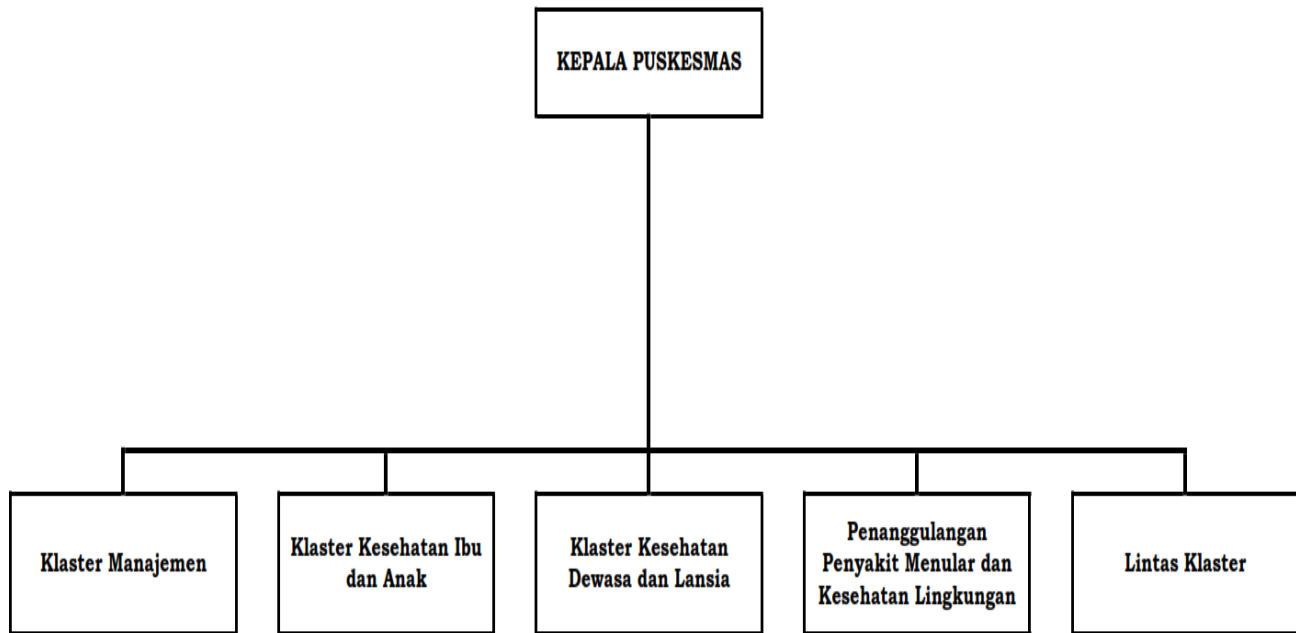 KEPALA PUSKESMAS
Klaster Manajemen
Klaster Kesehatan Ibu
dan Anak
Klaster Kesehatan
Dewasa dan Lansia
Penanggulangan
Penyakit Menular dan
Kesehatan Lingkungan
Lintas Klaster